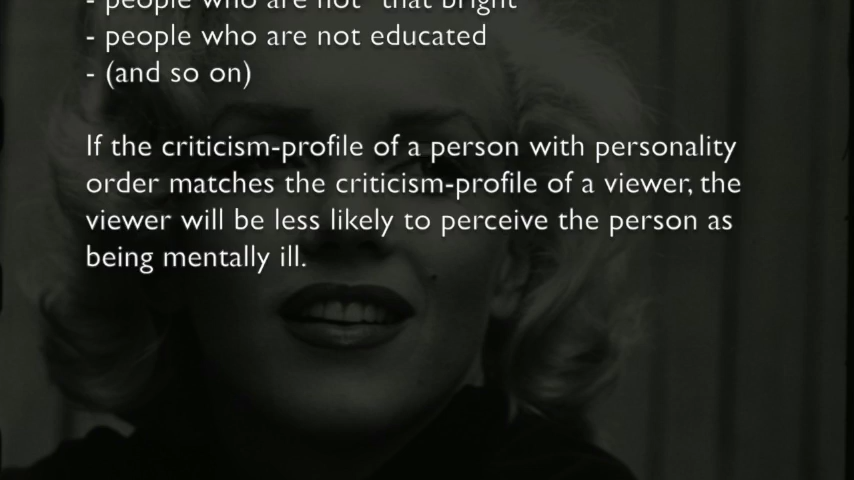 - people who are not "that bright"
- people who are not educated
- (and so on)
If the criticism-profile of a person with personality
order matches the criticism-profile of a viewer, the
viewer will be less likely to perceive the person as
being mentally ill.